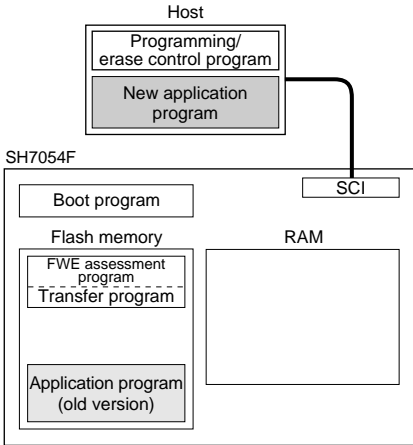 Host
Programming/
erase control program
New application
program
SH7054F
SCI
Boot program
Flash memory
RAM
FWE assessment
program
Transfer program
Application program
(old version)